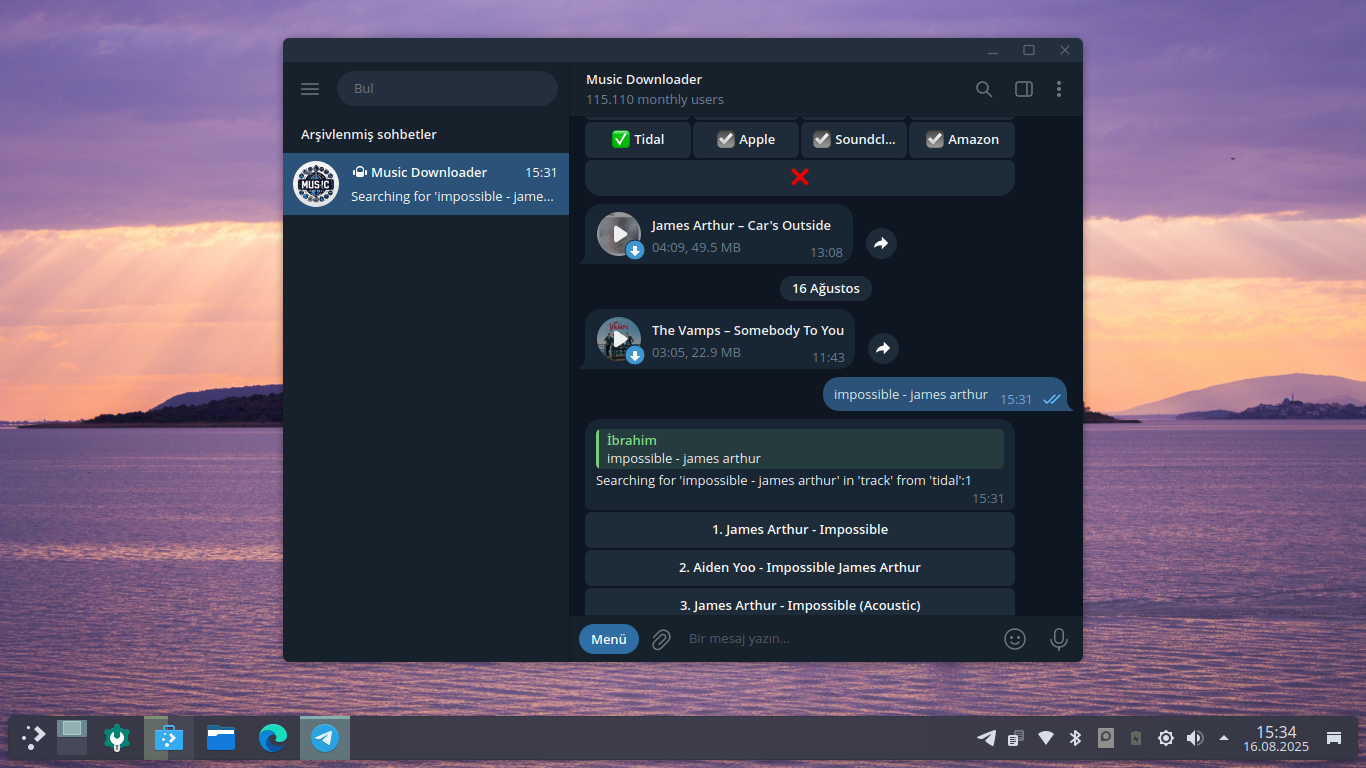 Bul
Arşivlenmiş sohbetler
MUSIC
Music Downloader 15:31
Searching for 'impossible - jame...
Music Downloader
115.110 monthly users
Tidal
Apple
Soundcl...
Amazon
James Arthur – Car's Outside
04:09, 49.5 MB
13:08
16 Ağustos
The Vamps – Somebody To You
03:05, 22.9 MB
11:43
impossible - james arthur 15:31
İbrahim
impossible - james arthur
Searching for 'impossible - james arthur' in 'track' from 'tidal':1
15:31
1. James Arthur - Impossible
2. Aiden Yoo - Impossible James Arthur
3. James Arthur - Impossible (Acoustic)
Menü
Bir mesaj yazın...
15:34
16.08.2025